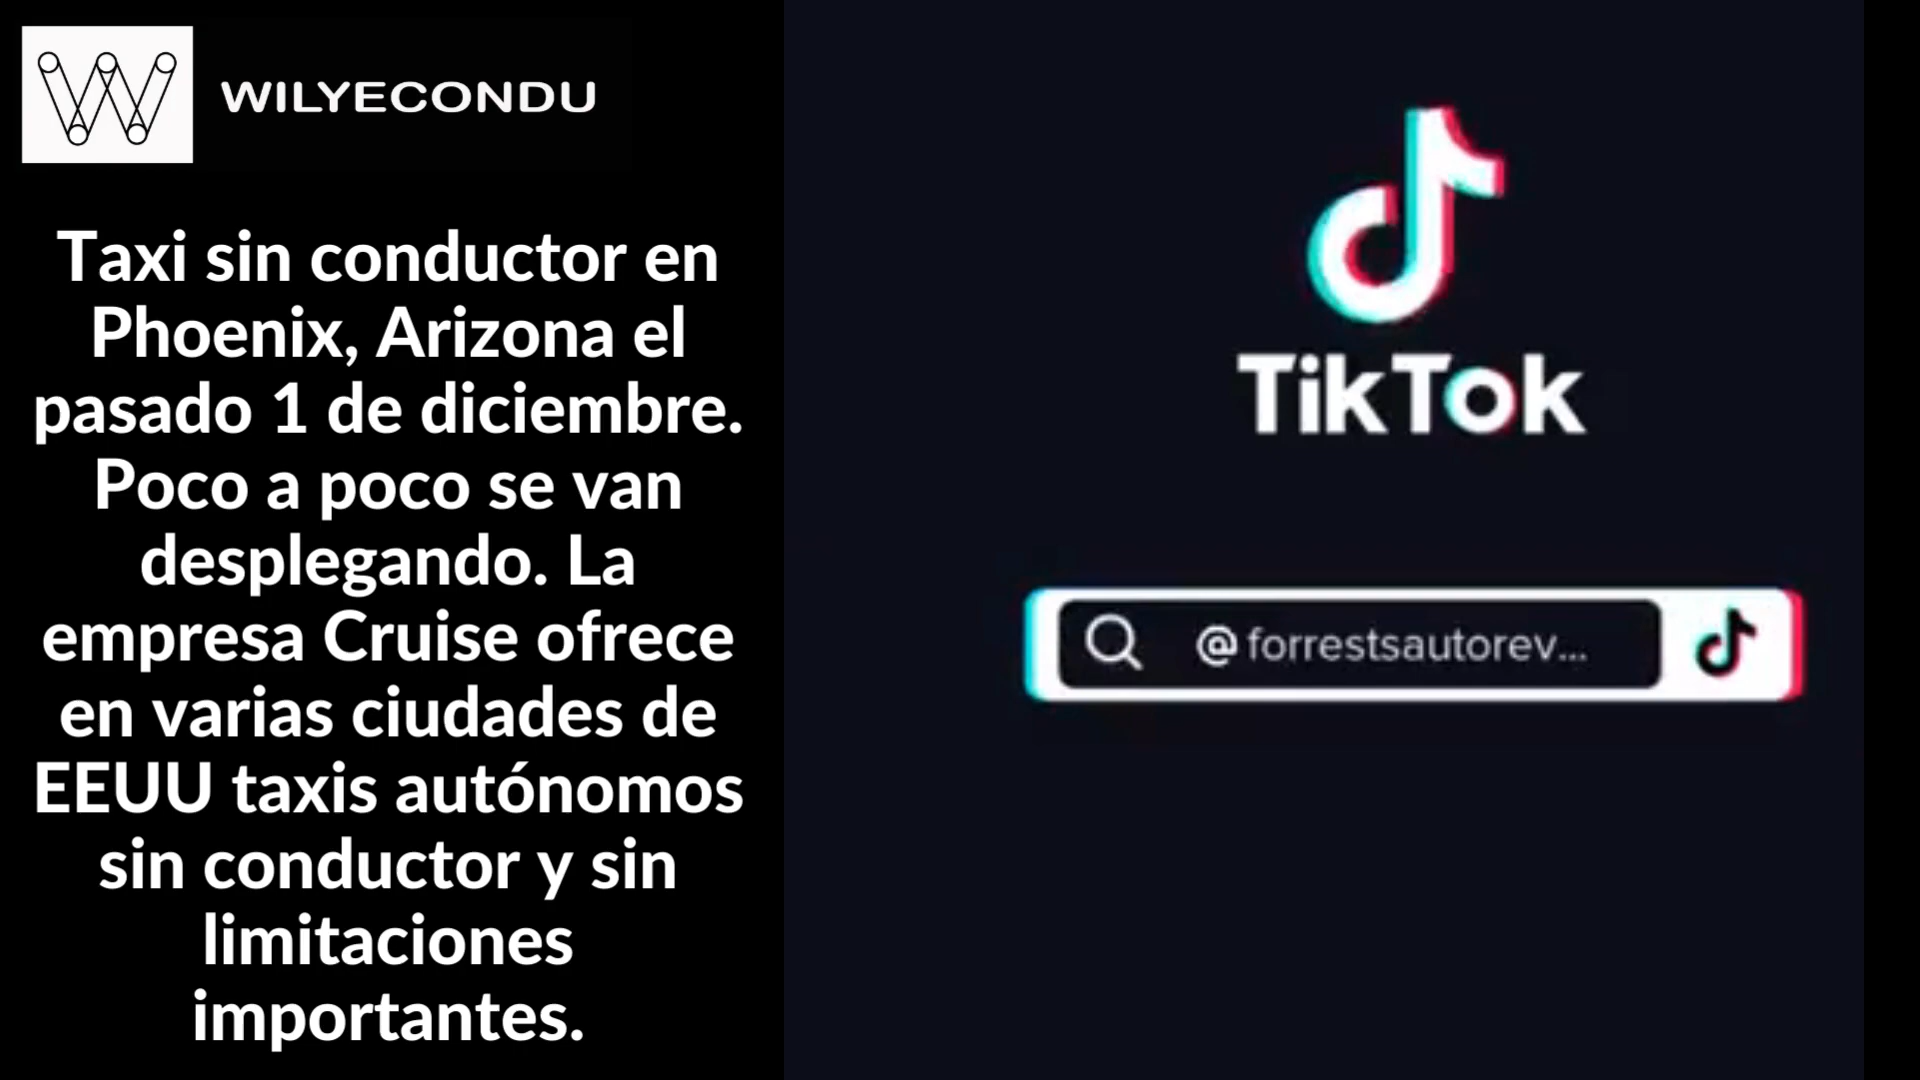 WILYECONDU
Taxi sin conductor en
Phoenix, Arizona el
pasado 1 de diciembre.
Poco a poco se van
desplegando. La
empresa Cruise ofrece
en varias ciudades de
EEUU taxis autónomos
sin conductor y sin
limitaciones
importantes.
TikTok
@forrestsautorev...